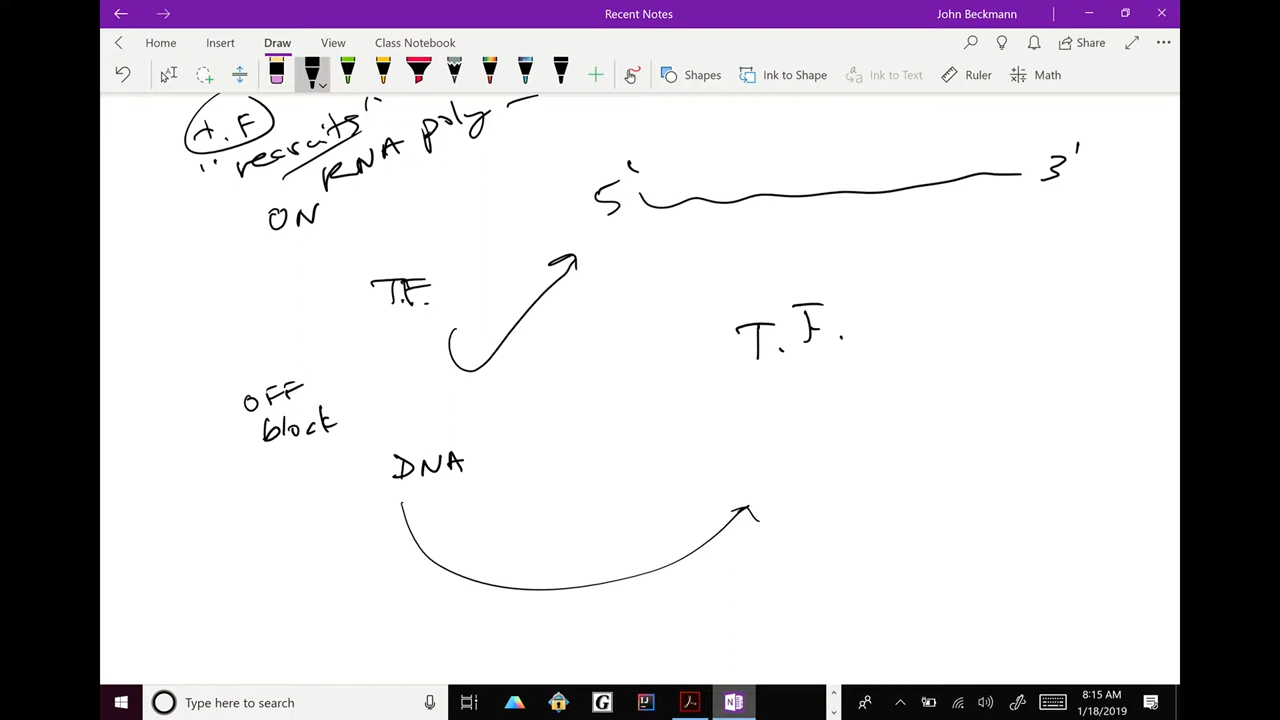 Recent Notes
John Beckmann
Home Insert Draw View Class Notebook
Share
Shapes
Ink to Shape
Ink to Text
Ruler
Math
t.F
"recruits"
RNA poly
ON
5' 3'
T.F.
T.F.
OFF
block
DNA
Type here to search
8:15 AM
1/18/2019